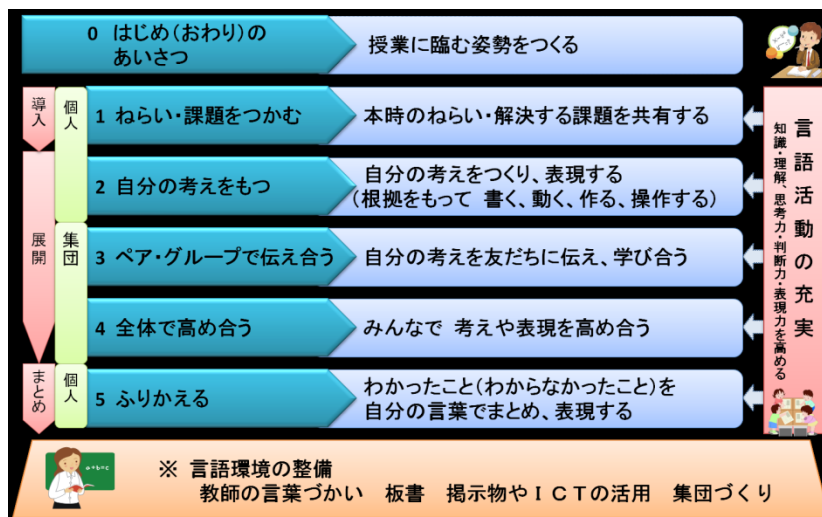 0 はじめ(おわり)の
あいさつ
授業に臨む姿勢をつくる
導入
個人
1 ねらい・課題をつかむ
本時のねらい・解決する課題を共有する
展開
2 自分の考えをもつ
自分の考えをつくり、表現する
(根拠をもって 書く、動く、作る、操作する)
集団
3 ペア・グループで伝え合う
自分の考えを友だちに伝え、学び合う
4 全体で高め合う
みんなで 考えや表現を高め合う
まとめ
個人
5 ふりかえる
わかったこと(わからなかったこと)を
自分の言葉でまとめ、表現する
言語活動の充実
知識・理解、思考力・判断力・表現力を高める
a+b=c
※ 言語環境の整備
教師の言葉づかい 板書 掲示物やICTの活用 集団づくり